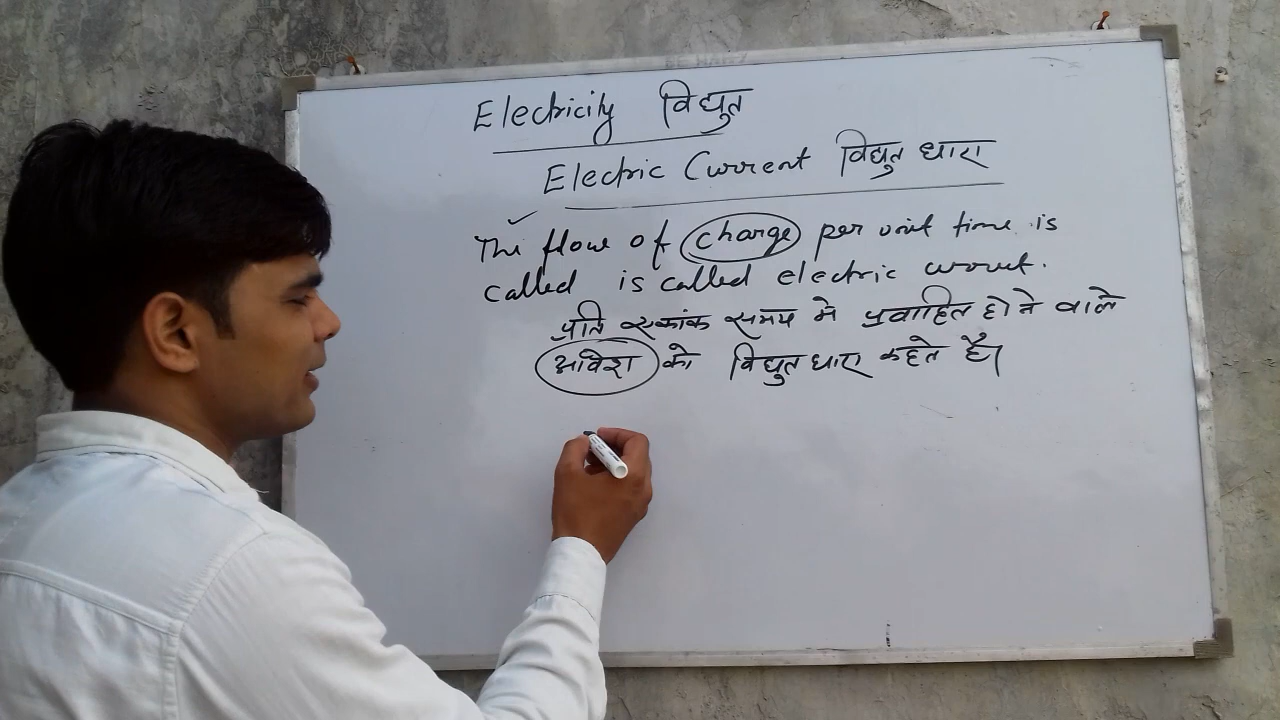 Electricity विद्युत
Electric Current विद्युत धारा
The flow of charge per unit time is
called is called electric current.
प्रति एकांक समय मे प्रवाहित होने वाले
आवेश को विद्युत धारा कहते है।